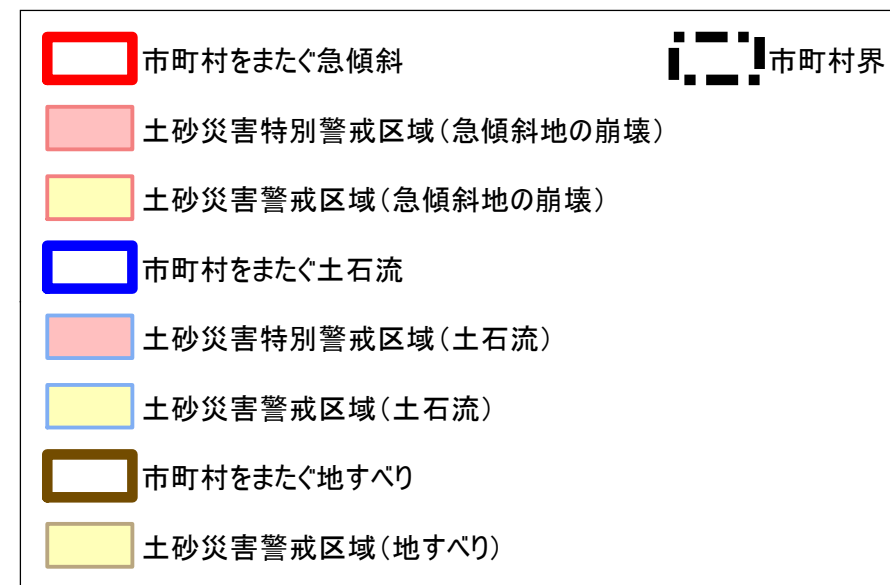 市町村をまたぐ急傾斜
市町村界
土砂災害特別警戒区域（急傾斜地の崩壊）
土砂災害警戒区域（急傾斜地の崩壊）
市町村をまたぐ土石流
土砂災害特別警戒区域（土石流）
土砂災害警戒区域（土石流）
市町村をまたぐ地すべり
土砂災害警戒区域（地すべり）